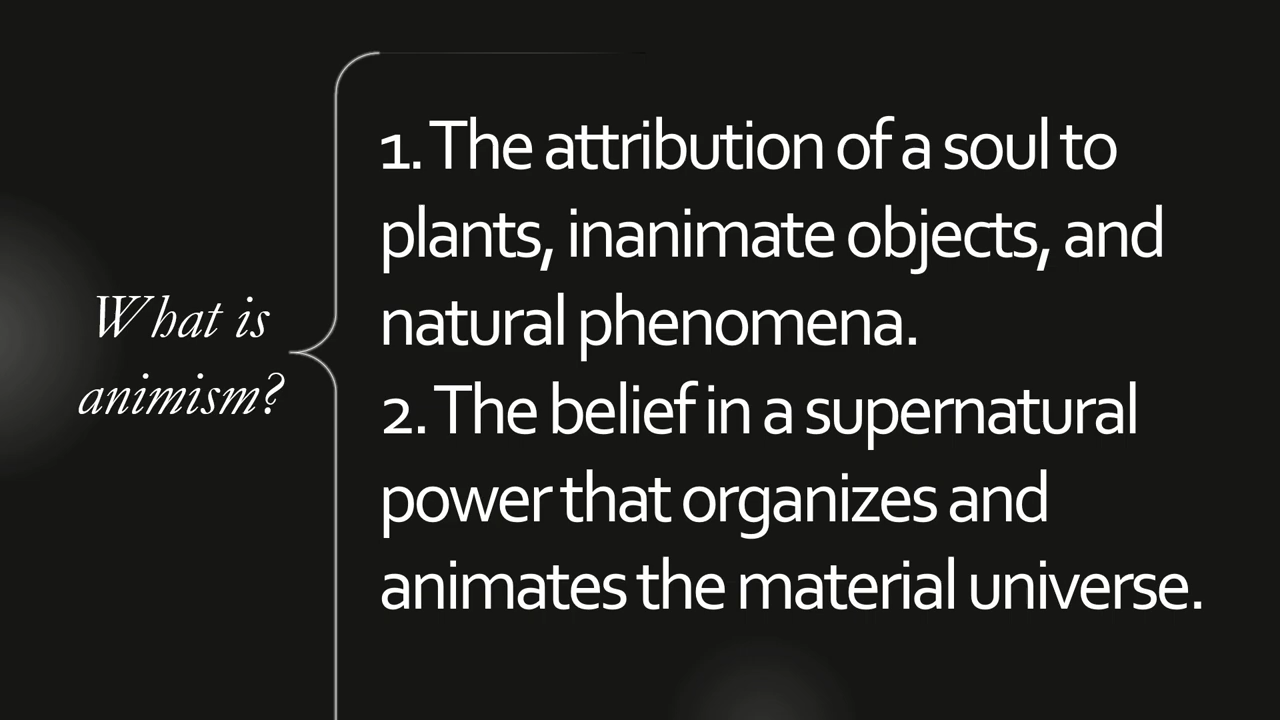 What is
animism?
1. The attribution of a soul to
plants, inanimate objects, and
natural phenomena.
2. The belief in a supernatural
power that organizes and
animates the material universe.